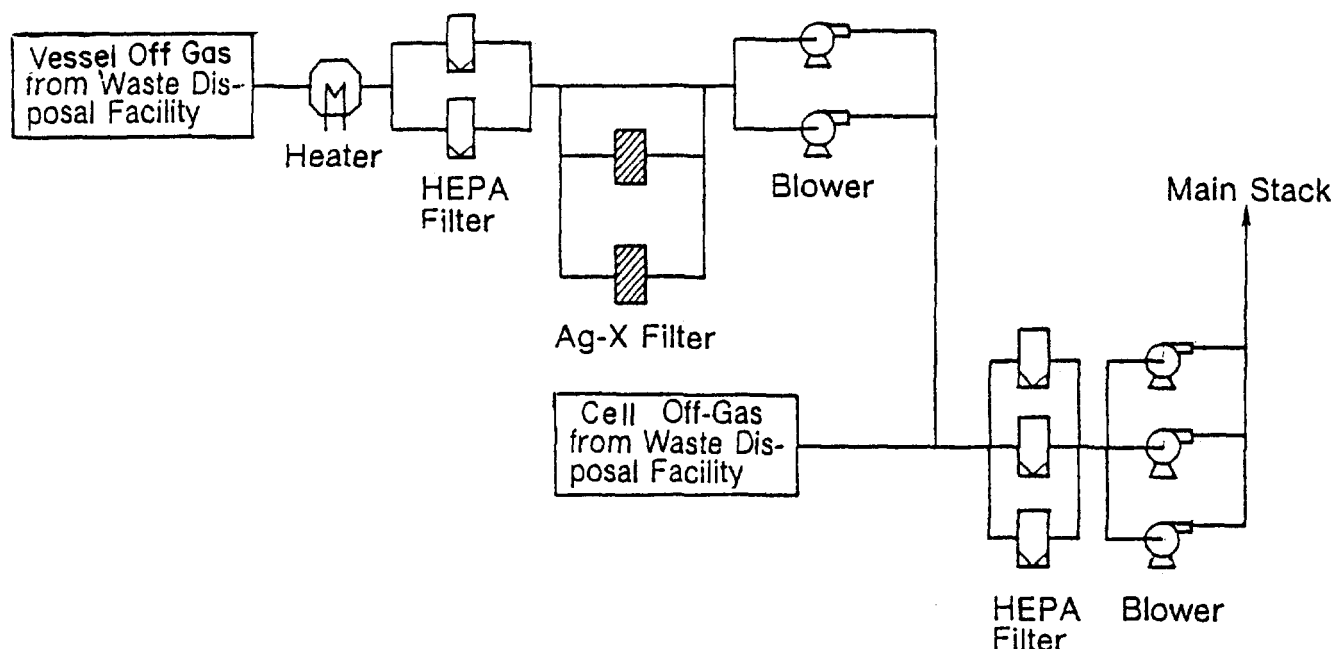 Vessel Off Gas
from Waste Dis-
posal Facility
Heater
HEPA
Filter
Blower
Ag-X Filter
Main Stack
Cell Off-Gas
from Waste Dis-
posal Facility
HEPA
Filter
Blower